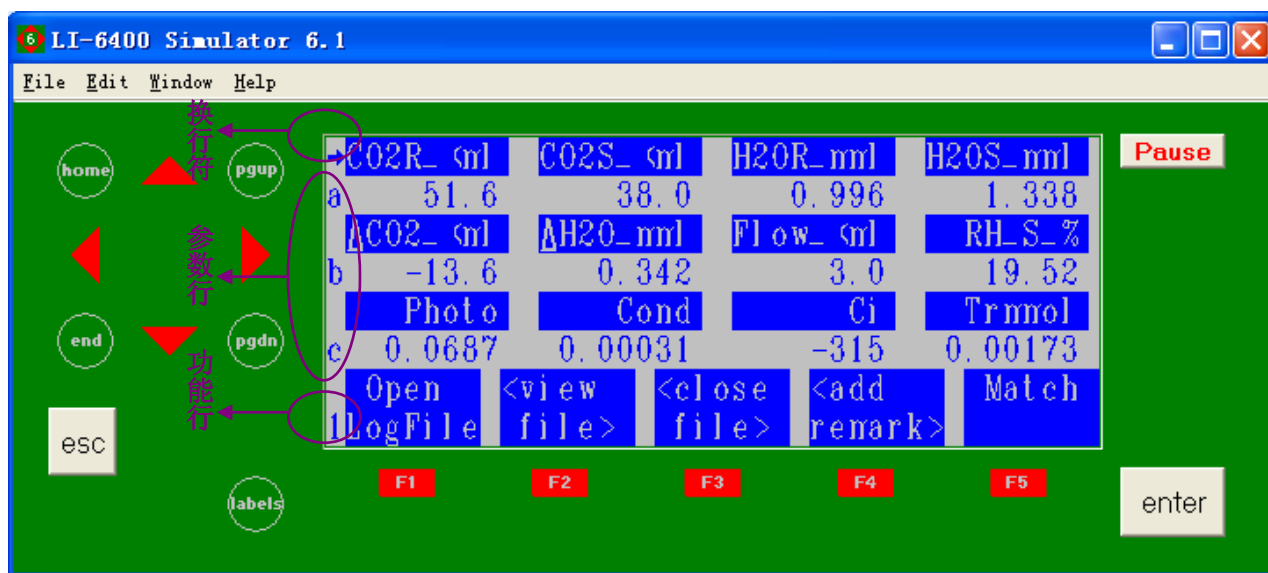 LI-6400 Simulator 6.1
File Edit Window Help
换行符
参数行
功能行
home
pgup
end
pgdn
esc
labels
→CO2R_ ml CO2S_ ml H2OR_mml H2OS_mml
a 51.6 38.0 0.996 1.338
ΔCO2_ ml ΔH2O_mml Flow_ ml RH_S_%
b -13.6 0.342 3.0 19.52
Photo Cond Ci Trmmol
c 0.0687 0.00031 -315 0.00173
Open <view <close <add Match
1 LogFile file> file> remark>
F1 F2 F3 F4 F5
Pause
enter